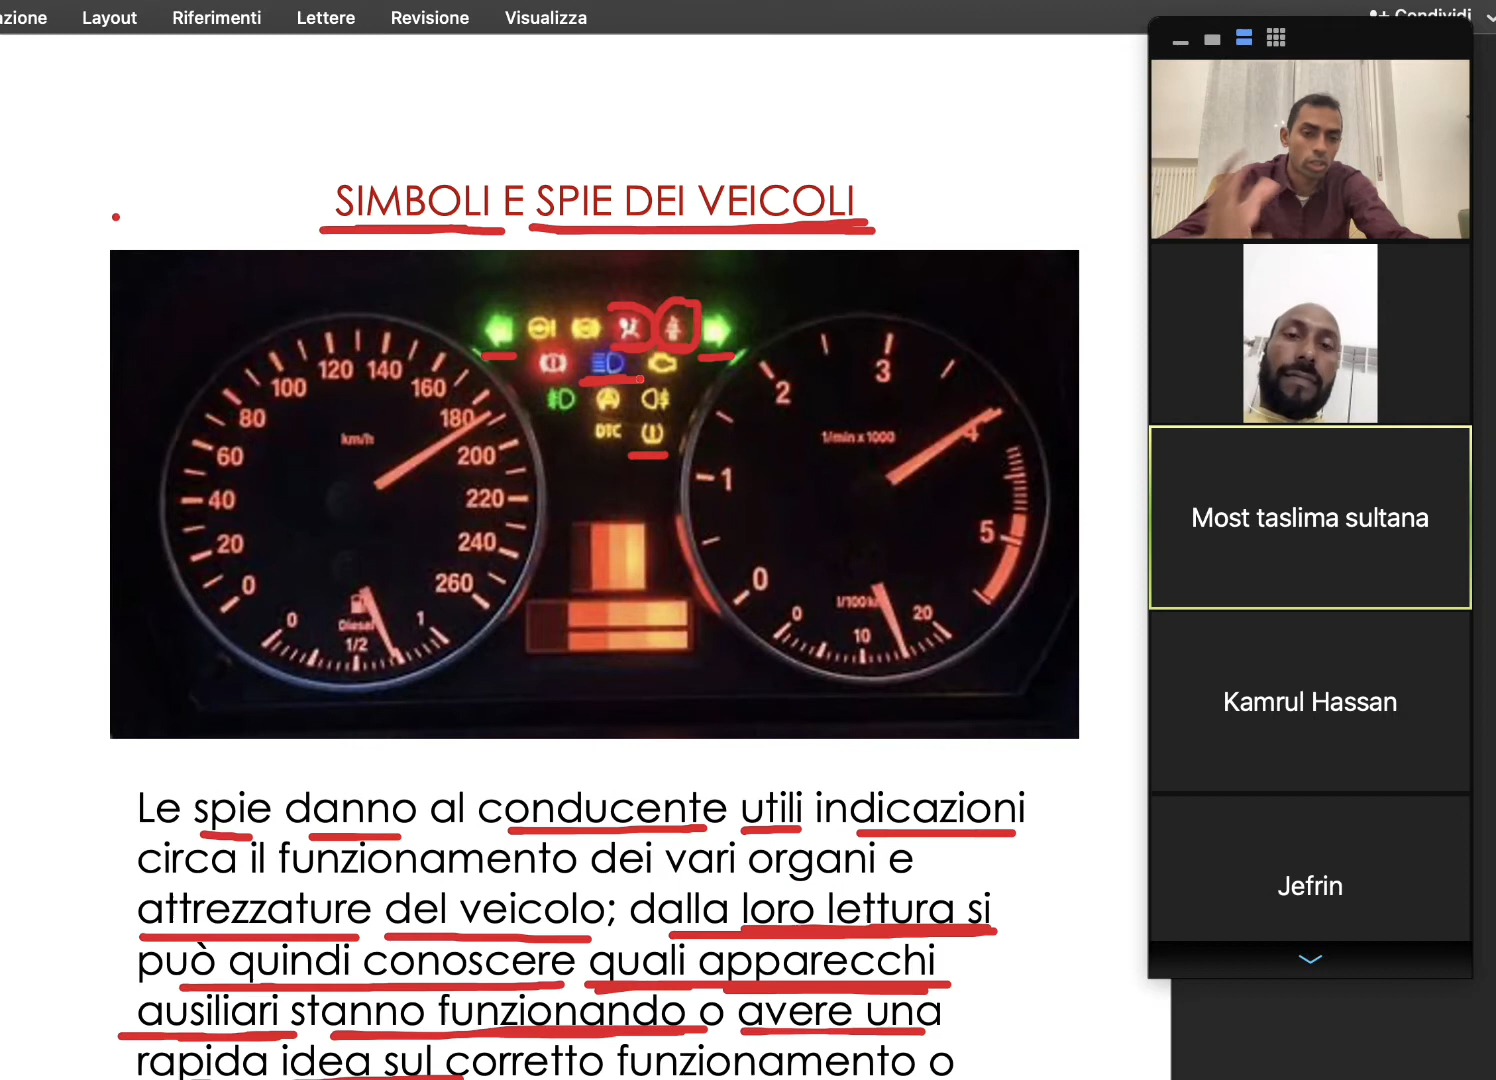 Layout
Riferimenti
Lettere
Revisione
Visualizza
Condividi
SIMBOLI E SPIE DEI VEICOLI
0
20
40
60
80
100
120
140
160
180
200
220
240
260
km/h
Diesel
0
1/2
1
DTC
0
1
2
3
4
5
1/min x 1000
0
10
20
Le spie danno al conducente utili indicazioni
circa il funzionamento dei vari organi e
attrezzature del veicolo; dalla loro lettura si
può quindi conoscere quali apparecchi
ausiliari stanno funzionando o avere una
rapida idea sul corretto funzionamento o
Most taslima sultana
Kamrul Hassan
Jefrin